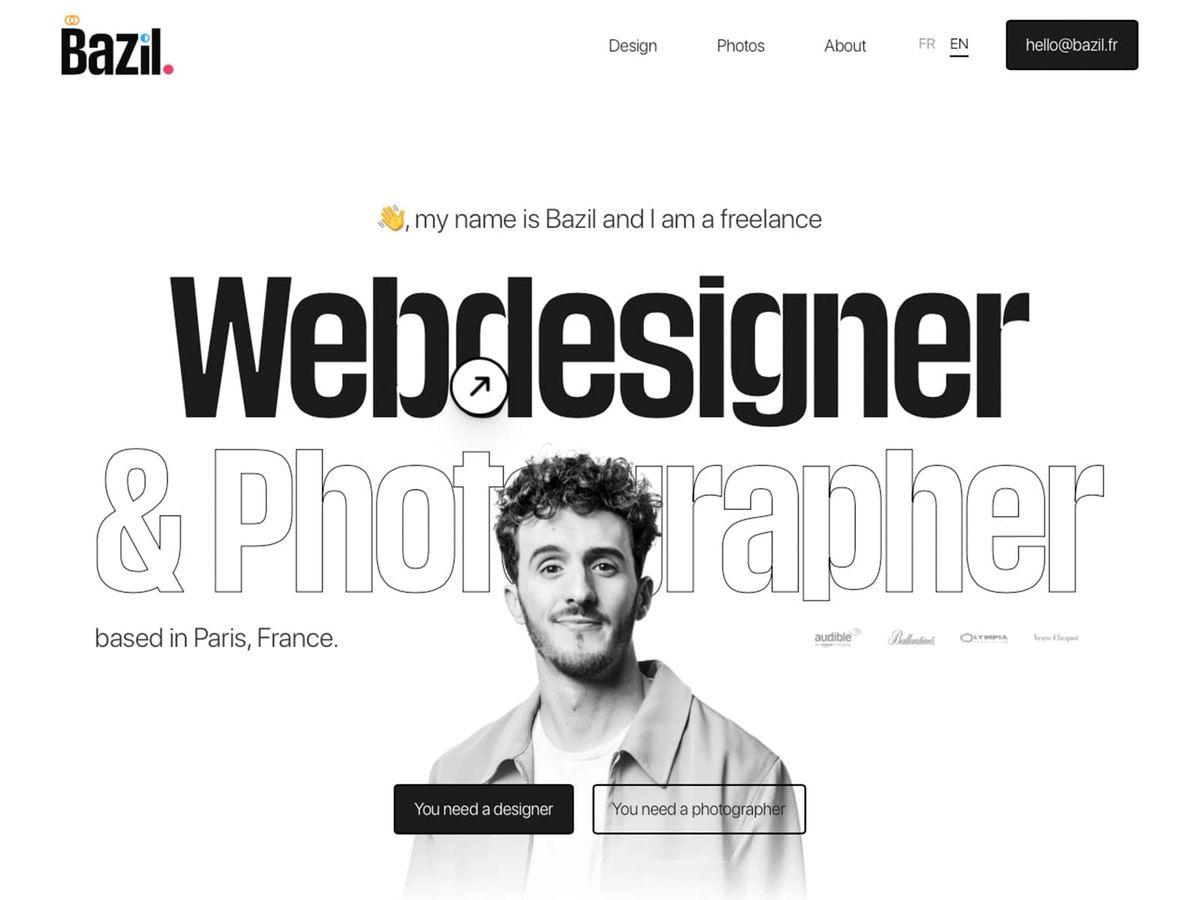 Bazil.
Design
Photos
About
FR
EN
hello@bazil.fr
👋, my name is Bazil and I am a freelance
Webdesigner
& Photographer
based in Paris, France.
audible
Ballantine's
OLYMPIA
Veuve Clicquot
You need a designer
You need a photographer